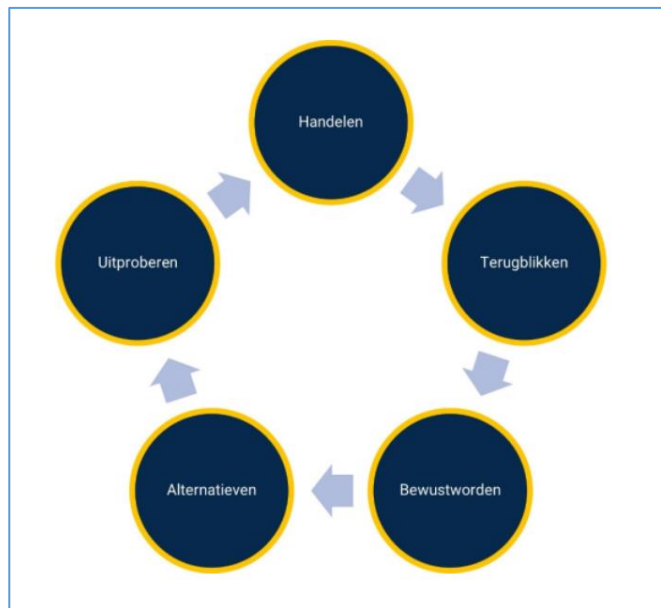 Handelen
Terugblikken
Bewustworden
Alternatieven
Uitproberen